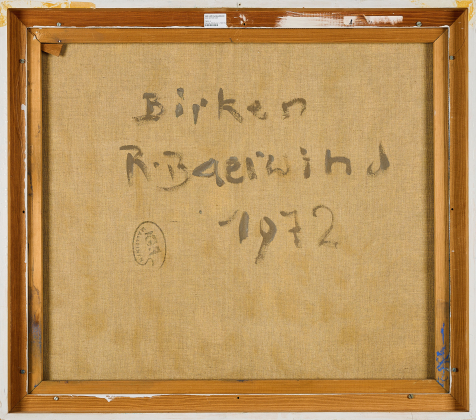 Birken
R. Baerwind
1972